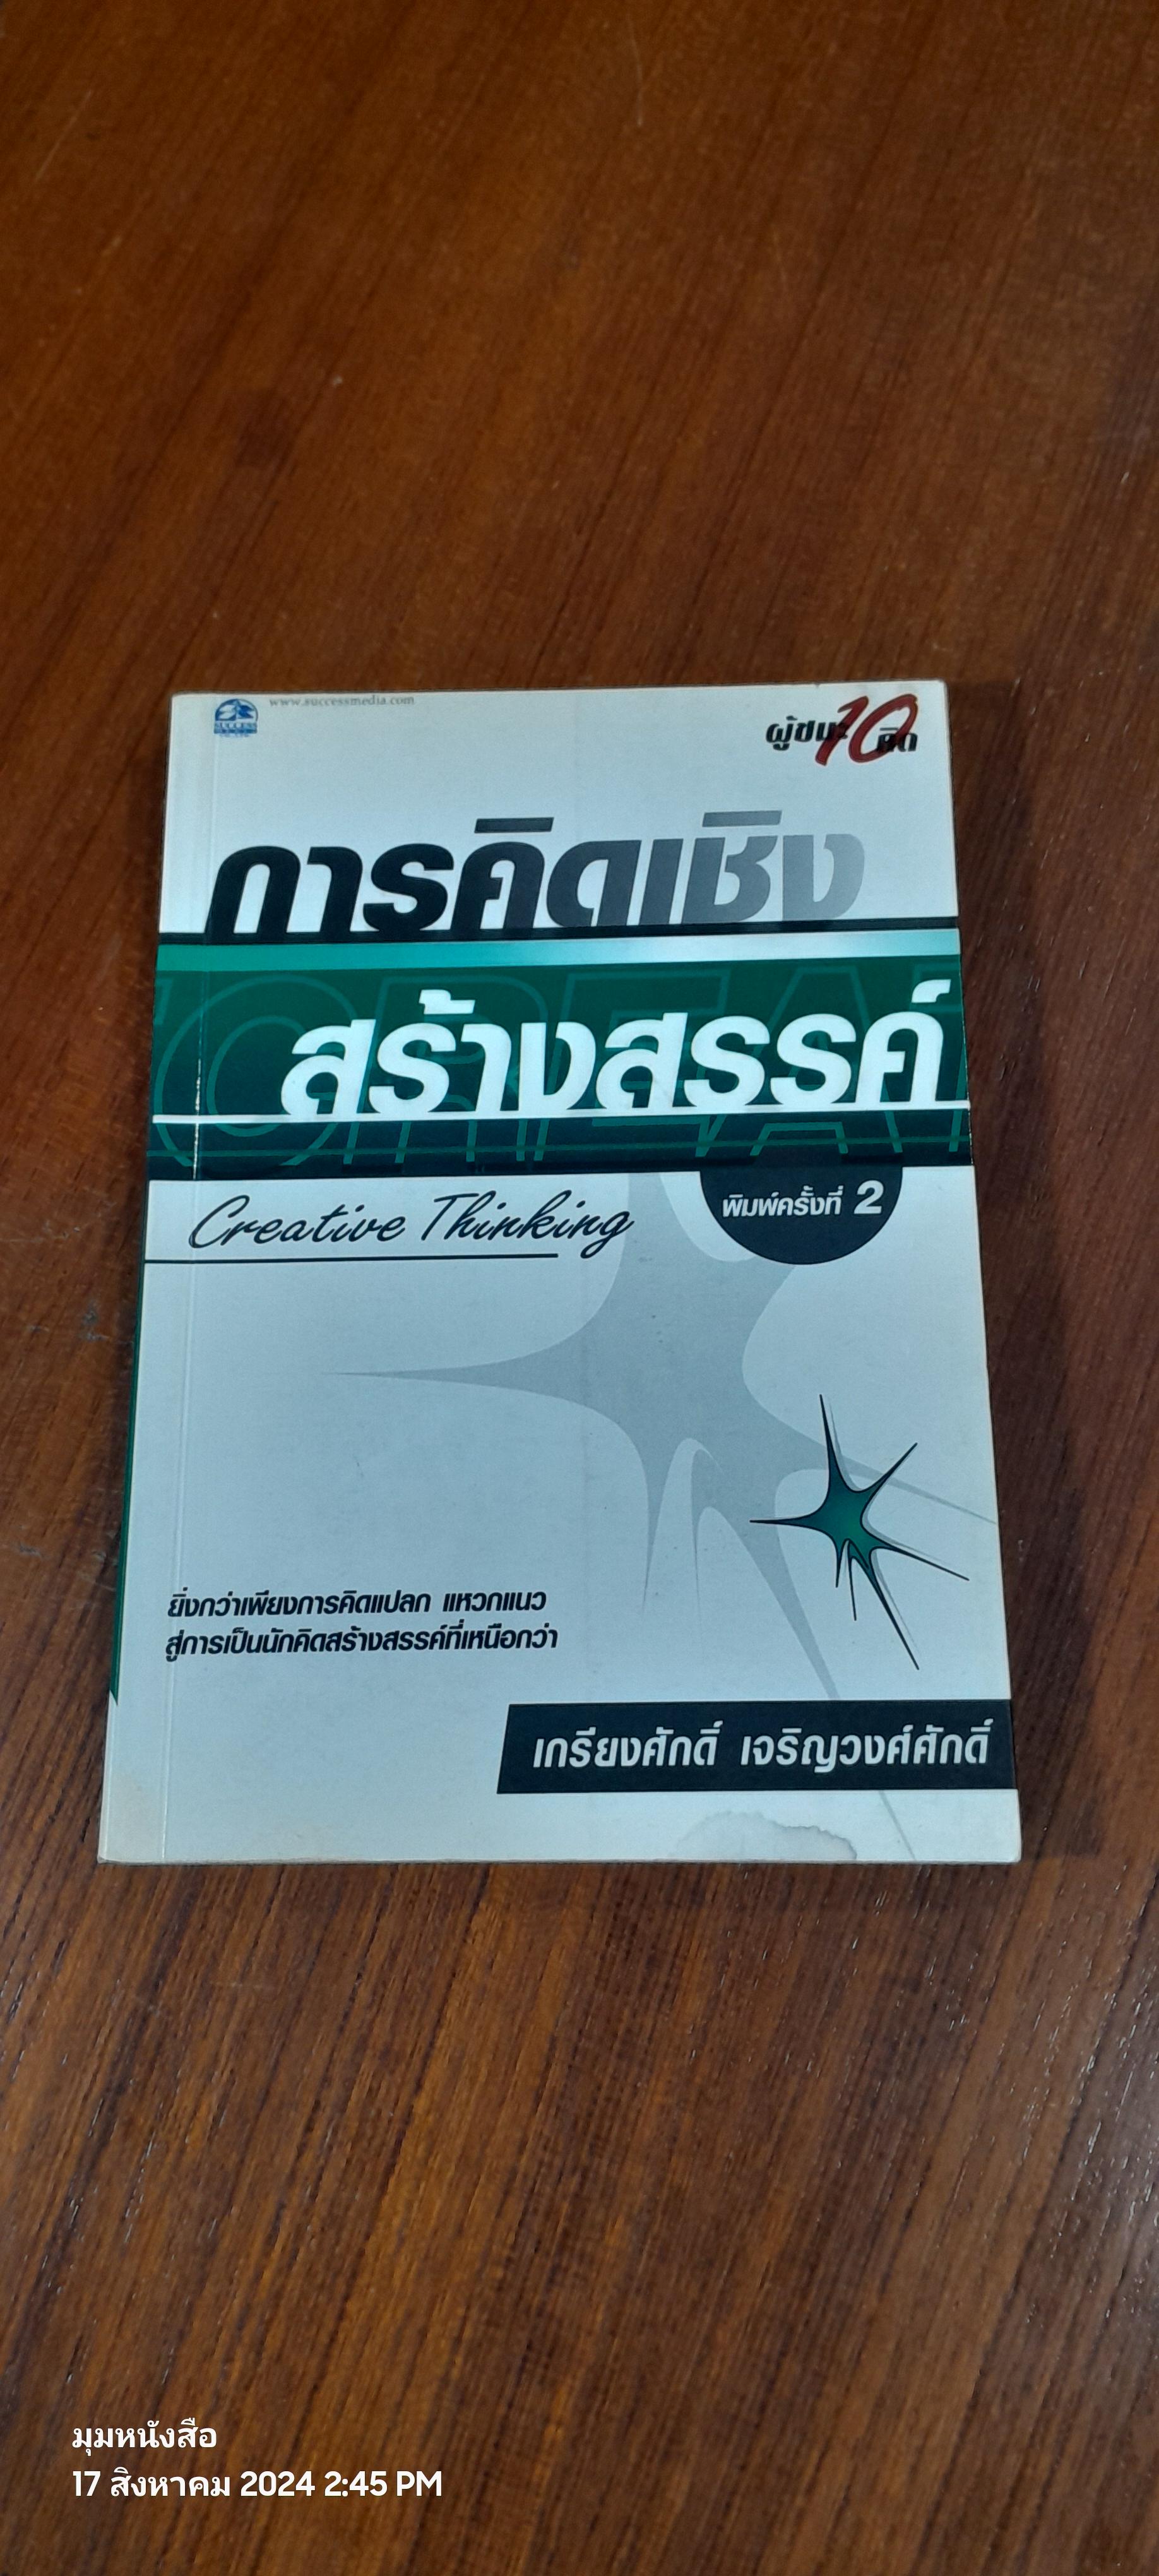 SUCCESS
www.successmedia.com
ผู้ชนะ 10 คิด
การคิดเชิง
CREAT
สร้างสรรค์
Creative Thinking
พิมพ์ครั้งที่ 2
ยิ่งกว่าเพียงการคิดแปลก แหวกแนว
สู่การเป็นนักคิดสร้างสรรค์ที่เหนือกว่า
เกรียงศักดิ์ เจริญวงศ์ศักดิ์
มุมหนังสือ
17 สิงหาคม 2024 2:45 PM